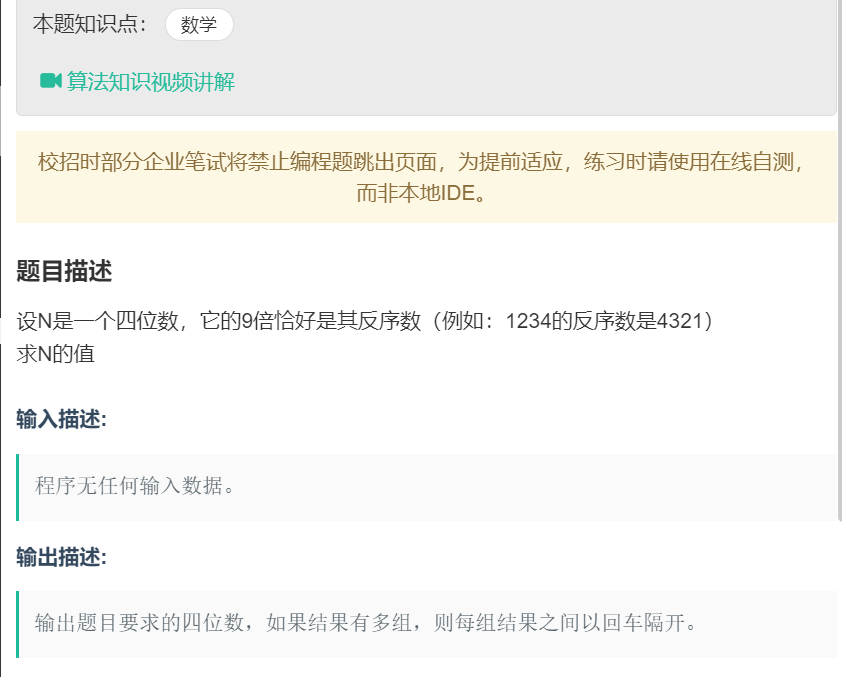 本题知识点： 数学
算法知识视频讲解
校招时部分企业笔试将禁止编程题跳出页面，为提前适应，练习时请使用在线自测，
而非本地IDE。
题目描述
设N是一个四位数，它的9倍恰好是其反序数（例如：1234的反序数是4321）
求N的值
输入描述:
程序无任何输入数据。
输出描述:
输出题目要求的四位数，如果结果有多组，则每组结果之间以回车隔开。